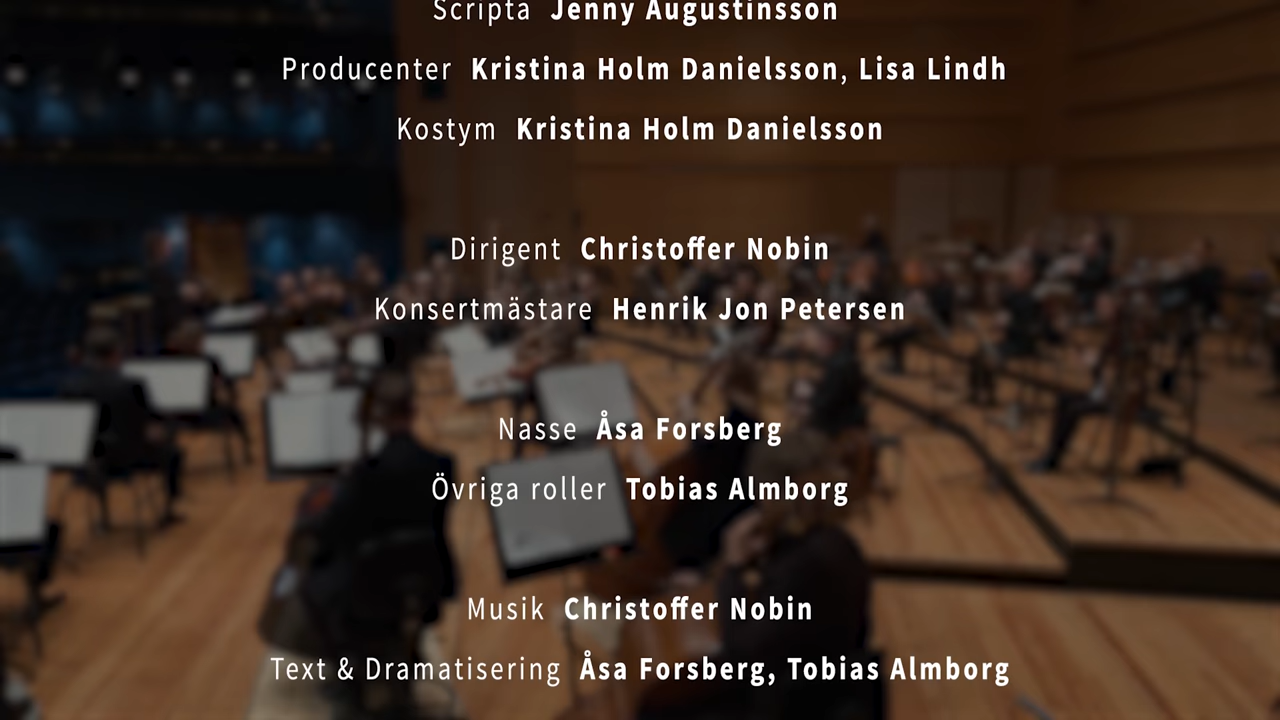 Scripta Jenny Augustinsson
Producenter Kristina Holm Danielsson, Lisa Lindh
Kostym Kristina Holm Danielsson
Dirigent Christoffer Nobin
Konsertmästare Henrik Jon Petersen
Nasse Åsa Forsberg
Övriga roller Tobias Almborg
Musik Christoffer Nobin
Text & Dramatisering Åsa Forsberg, Tobias Almborg